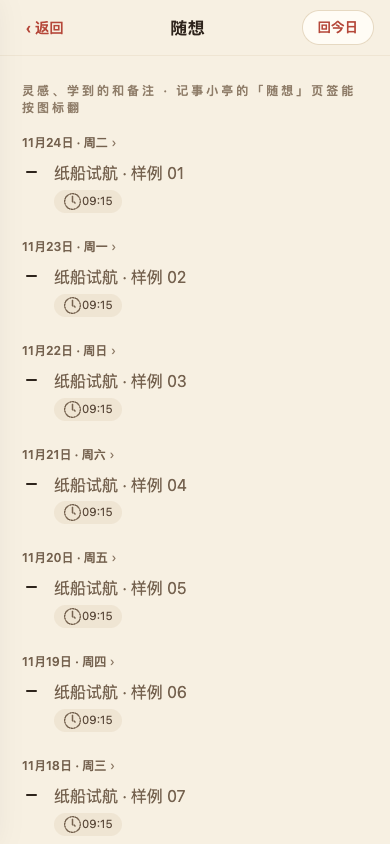 ‹ 返回
随想
回今日
灵感、学到的和备注 · 记事小亭的「随想」页签能
按图标翻
11月24日 · 周二 ›
– 纸船试航 · 样例 01
09:15
11月23日 · 周一 ›
– 纸船试航 · 样例 02
09:15
11月22日 · 周日 ›
– 纸船试航 · 样例 03
09:15
11月21日 · 周六 ›
– 纸船试航 · 样例 04
09:15
11月20日 · 周五 ›
– 纸船试航 · 样例 05
09:15
11月19日 · 周四 ›
– 纸船试航 · 样例 06
09:15
11月18日 · 周三 ›
– 纸船试航 · 样例 07
09:15